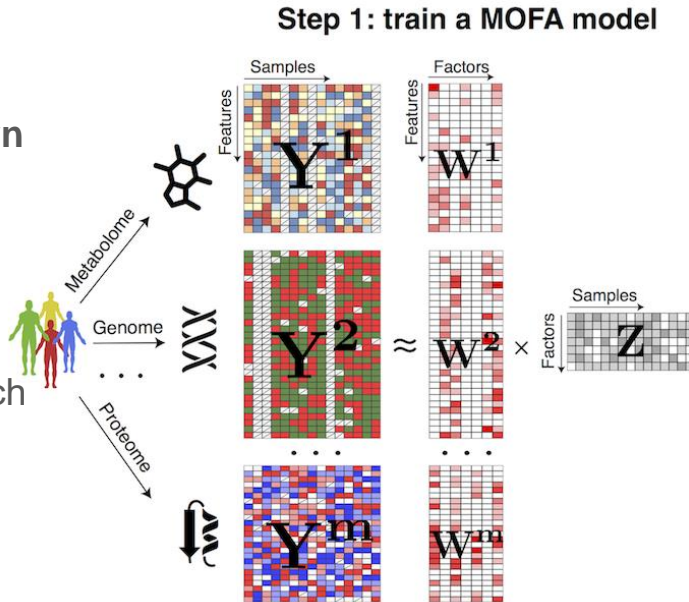 Step 1: train a MOFA model
Samples
Factors
Features
Features
Y1
W1
n
Metabolome
Genome
. . .
Y2
≈
W2
×
Samples
Factors
Z
ch
Proteome
. . .
. . .
Ym
Wm